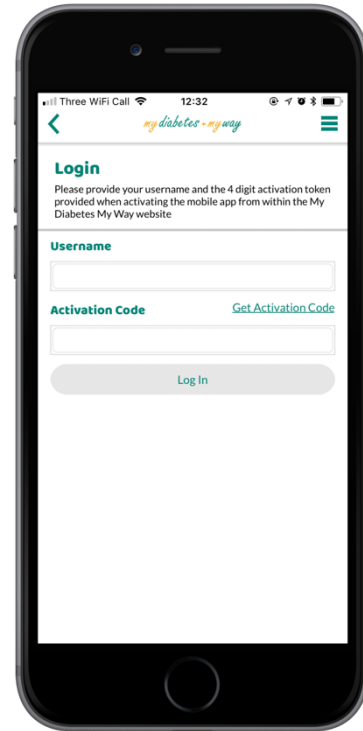 Three WiFi Call 12:32
my diabetes • my way
Login
Please provide your username and the 4 digit activation token
provided when activating the mobile app from within the My
Diabetes My Way website
Username
Activation Code Get Activation Code
Log In